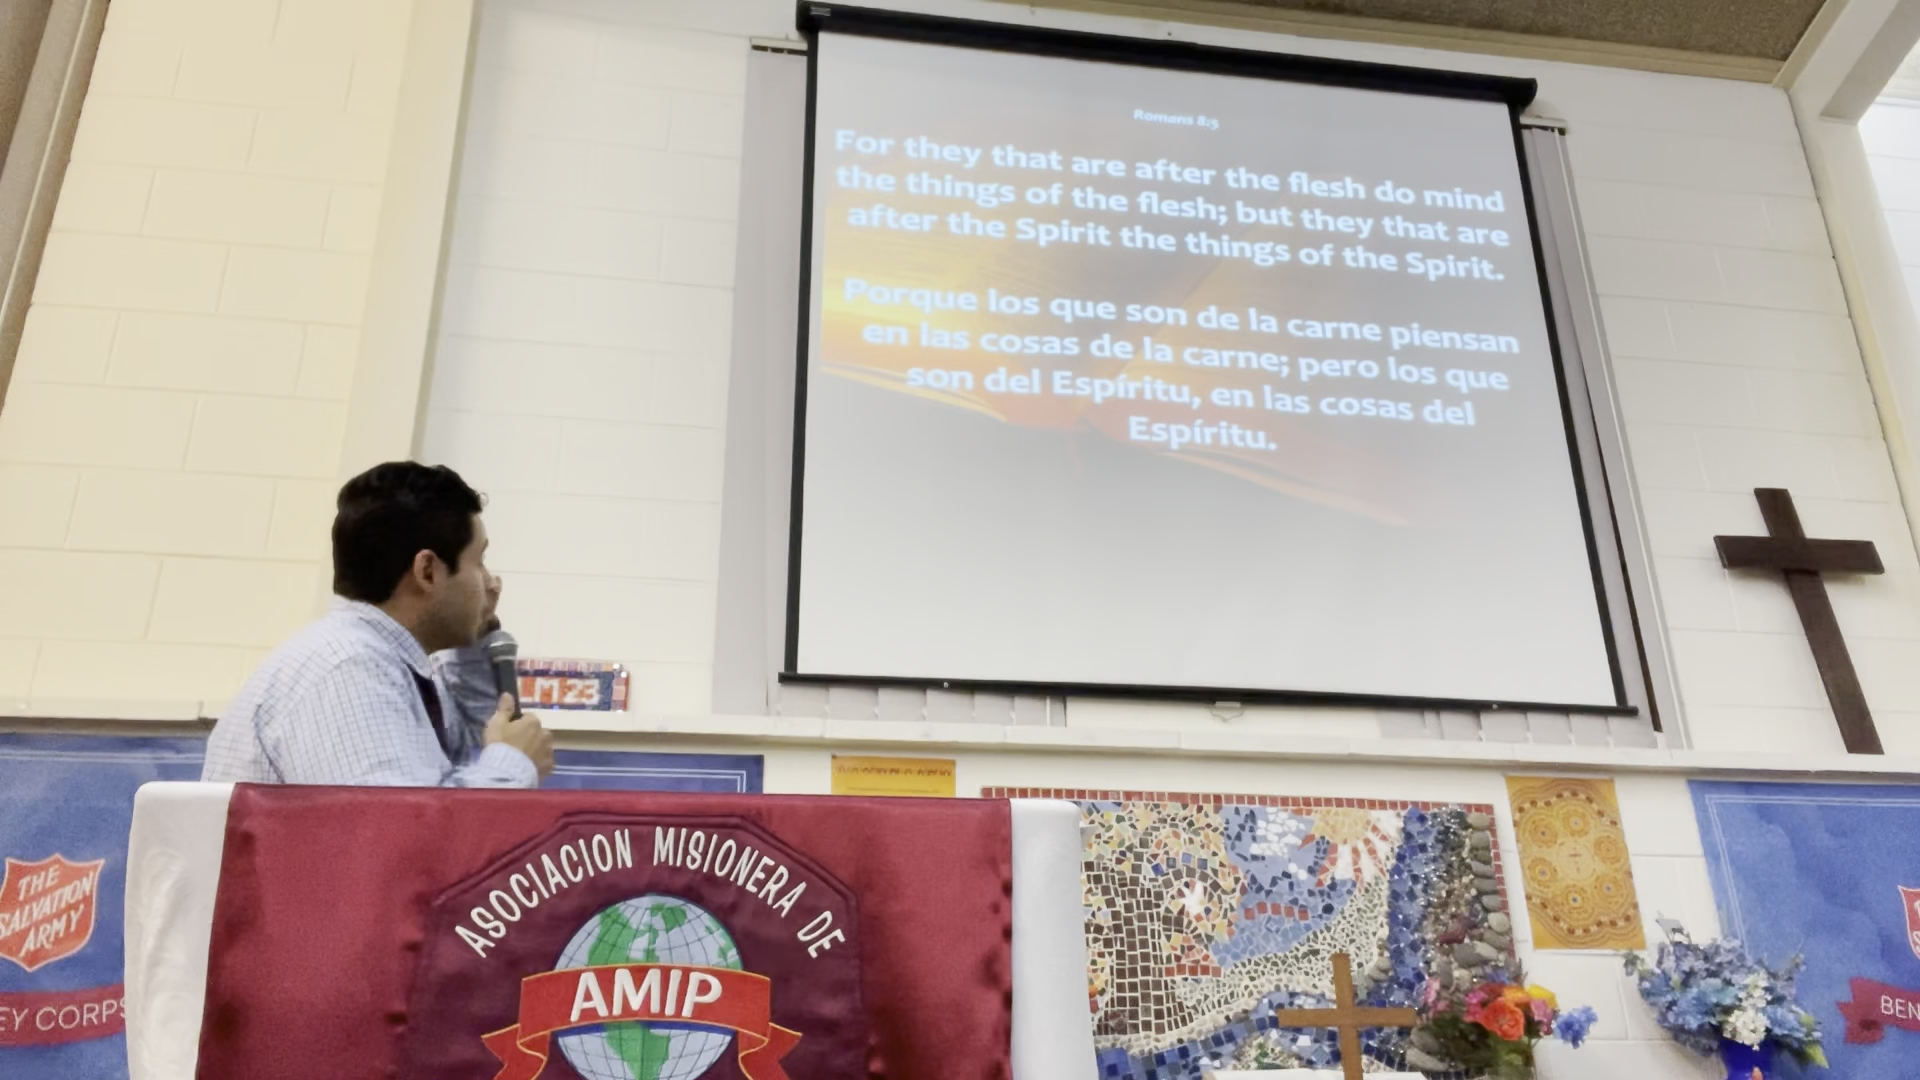 Romans 8:5
For they that are after the flesh do mind
the things of the flesh; but they that are
after the Spirit the things of the Spirit.
Porque los que son de la carne piensan
en las cosas de la carne; pero los que
son del Espíritu, en las cosas del
Espíritu.
LM 23
THE
SALVATION
ARMY
EY CORPS
ASOCIACION MISIONERA DE
AMIP
BEN